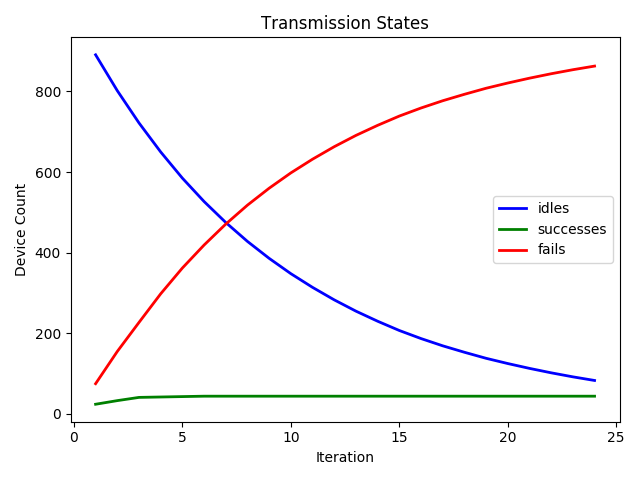 Transmission States
Device Count
800
600
400
200
0
idles
successes
fails
0 5 10 15 20 25
Iteration